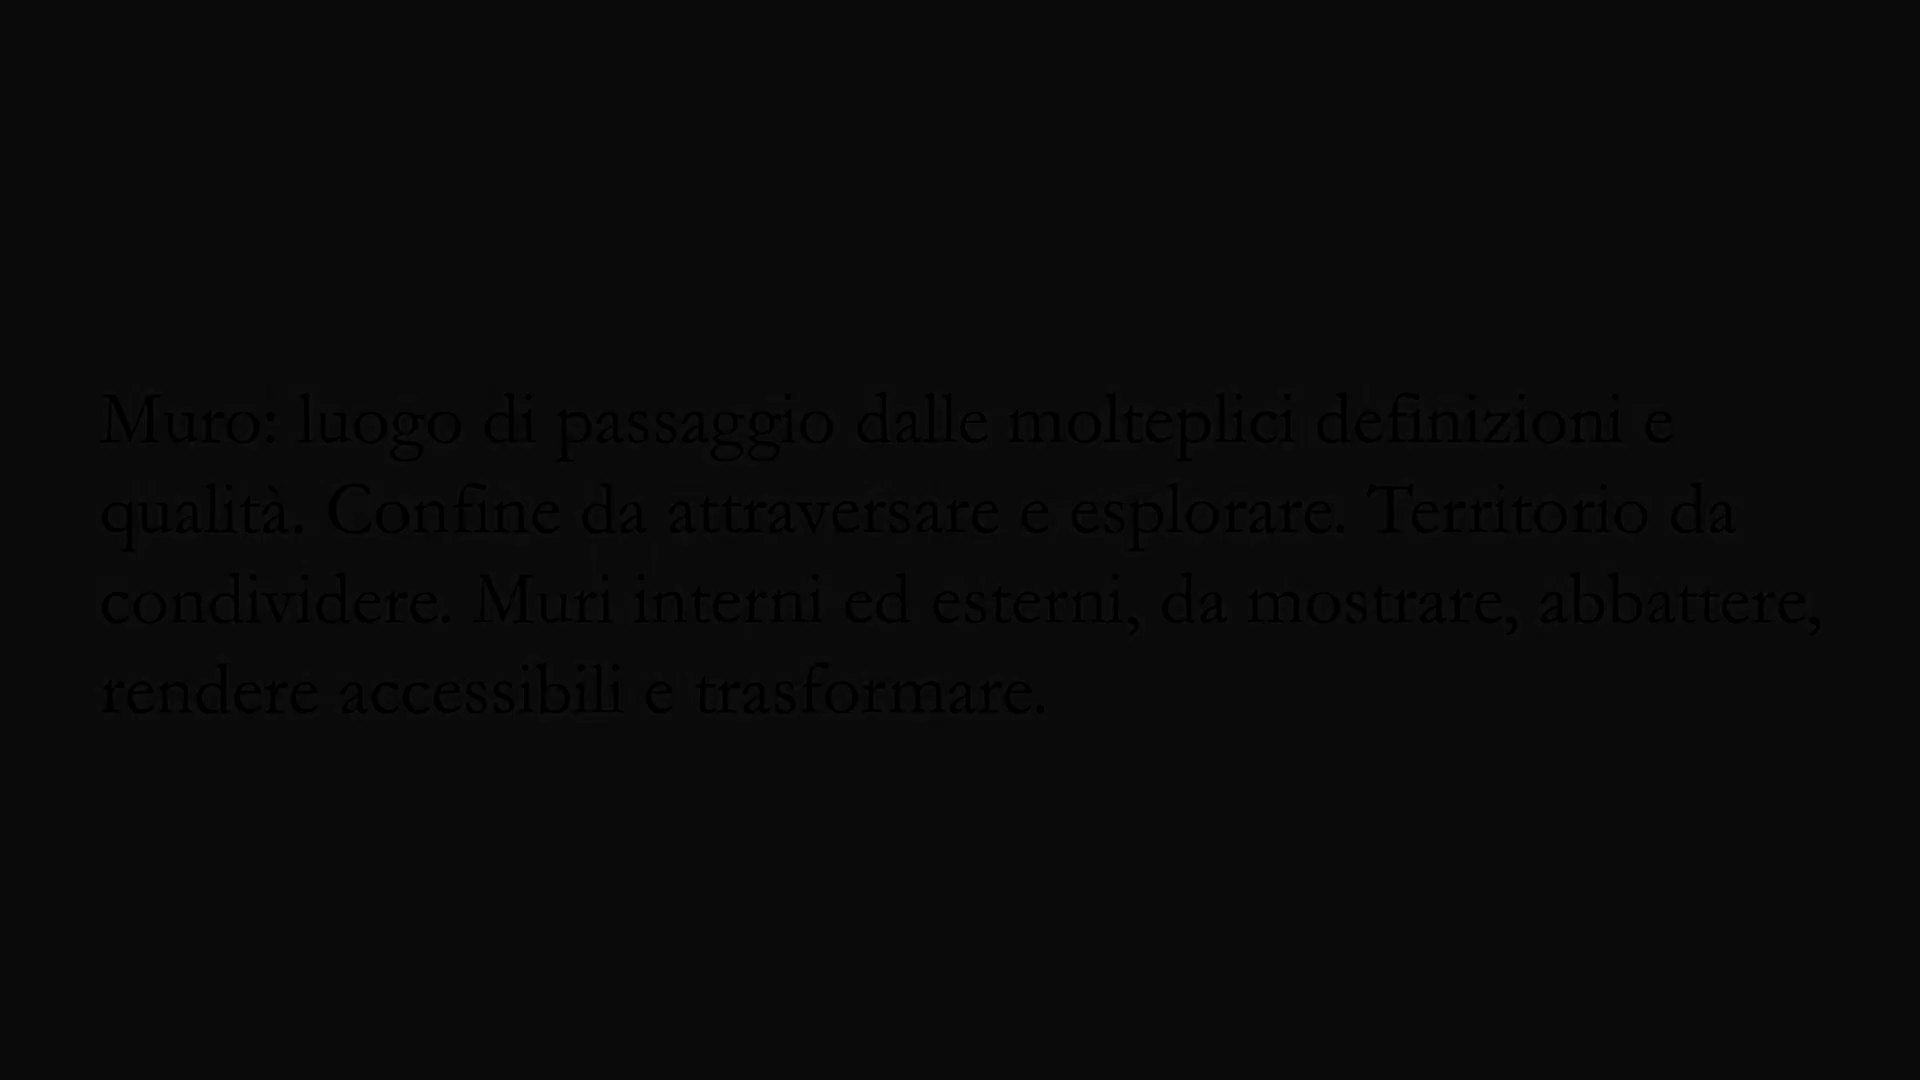 Muro: luogo di passaggio dalle molteplici definizioni e
qualità. Confine da attraversare e esplorare. Territorio da
condividere. Muri interni ed esterni, da mostrare, abbattere,
rendere accessibili e trasformare.